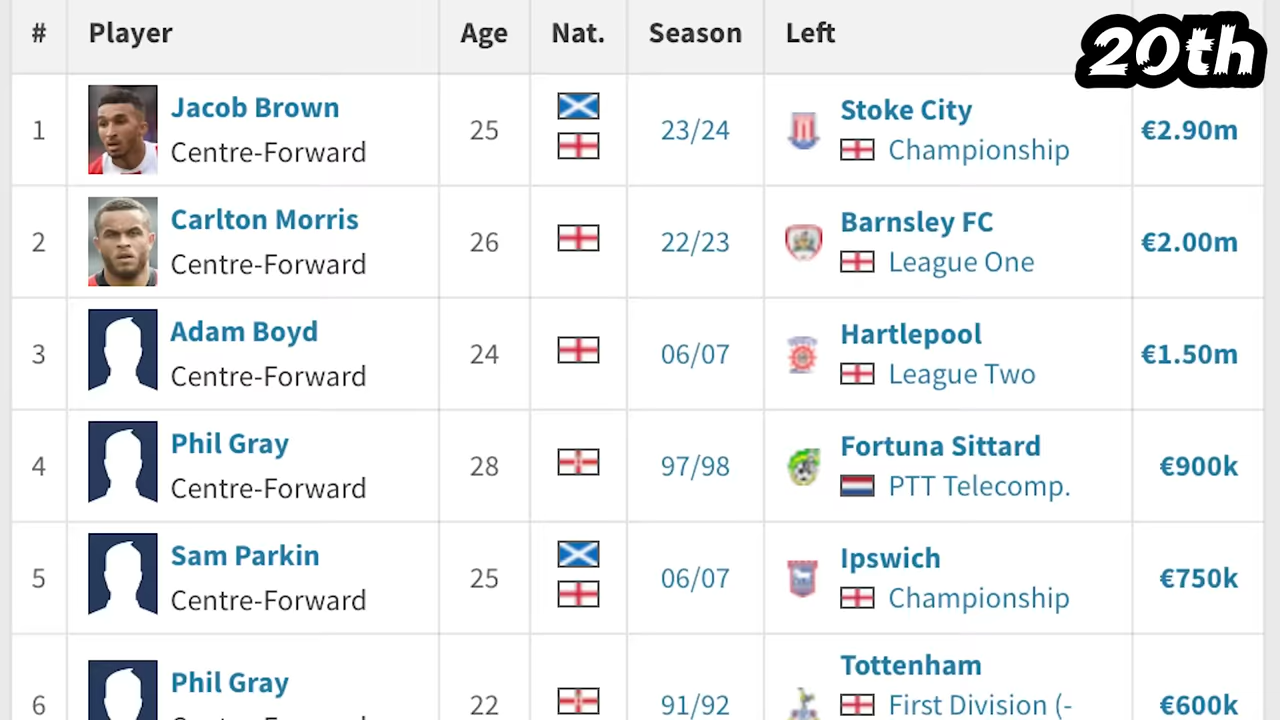 # Player Age Nat. Season Left
20th
1 Jacob Brown 25 23/24 Stoke City €2.90m
Centre-Forward Championship
2 Carlton Morris 26 22/23 Barnsley FC €2.00m
Centre-Forward League One
3 Adam Boyd 24 06/07 Hartlepool €1.50m
Centre-Forward League Two
4 Phil Gray 28 97/98 Fortuna Sittard €900k
Centre-Forward PTT Telecomp.
5 Sam Parkin 25 06/07 Ipswich €750k
Centre-Forward Championship
6 Phil Gray 22 91/92 Tottenham €600k
First Division (-